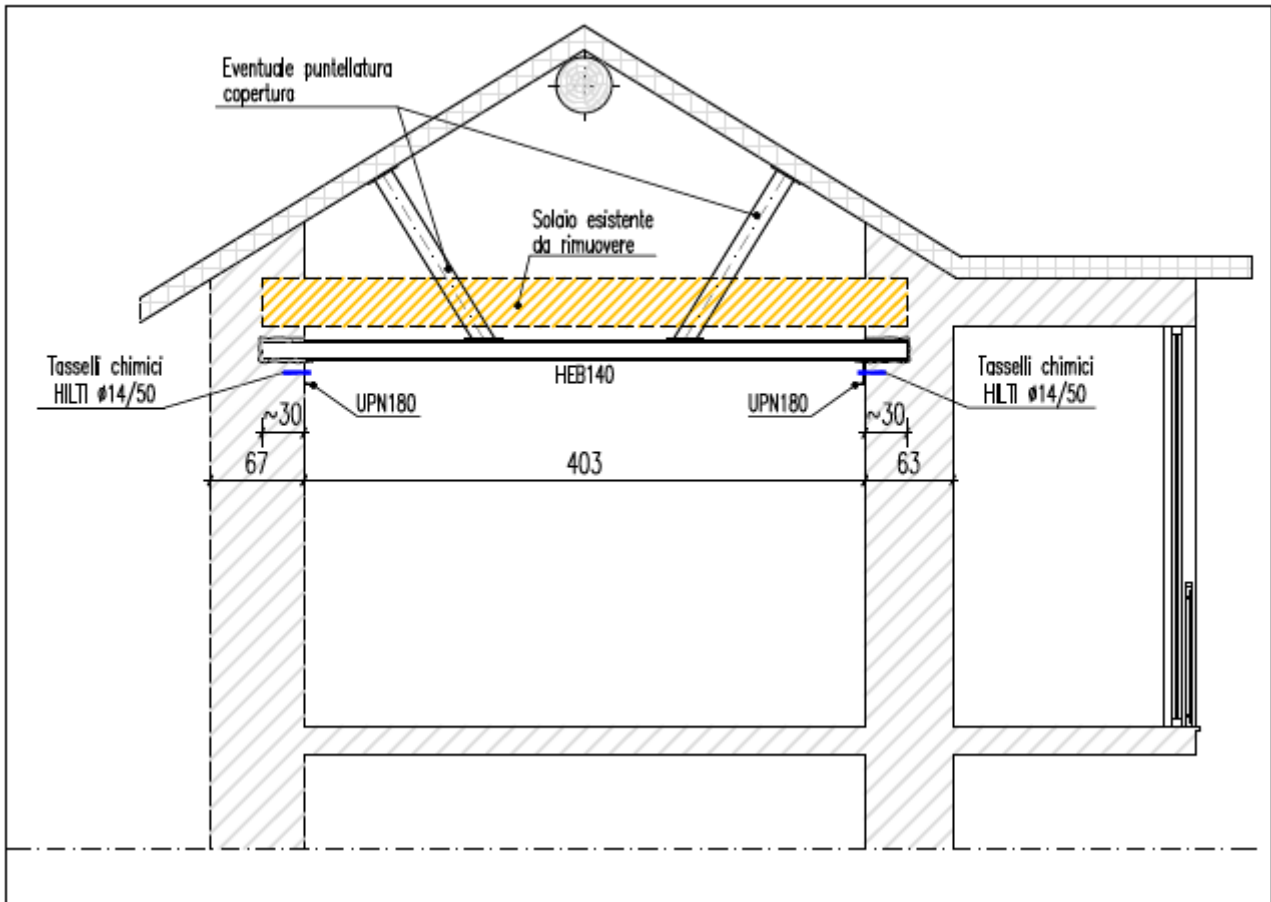 Eventuale puntellatura
copertura
Solaio esistente
da rimuovere
Tasselli chimici
HILTI ø14/50
HEB140
Tasselli chimici
HILTI ø14/50
UPN180
UPN180
~30
~30
67
403
63